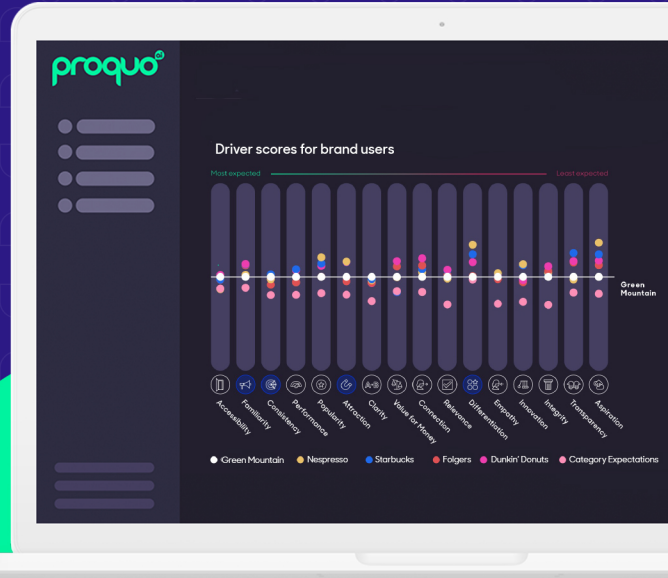 proquo ai
Driver scores for brand users
Most expected
Least expected
Green
Mountain
A=B
Accessibility
Familiarity
Consistency
Performance
Popularity
Attraction
Clarity
Value for Money
Connection
Relevance
Differentiation
Empathy
Innovation
Integrity
Transparency
Aspiration
Green Mountain
Nespresso
Starbucks
Folgers
Dunkin' Donuts
Category Expectations